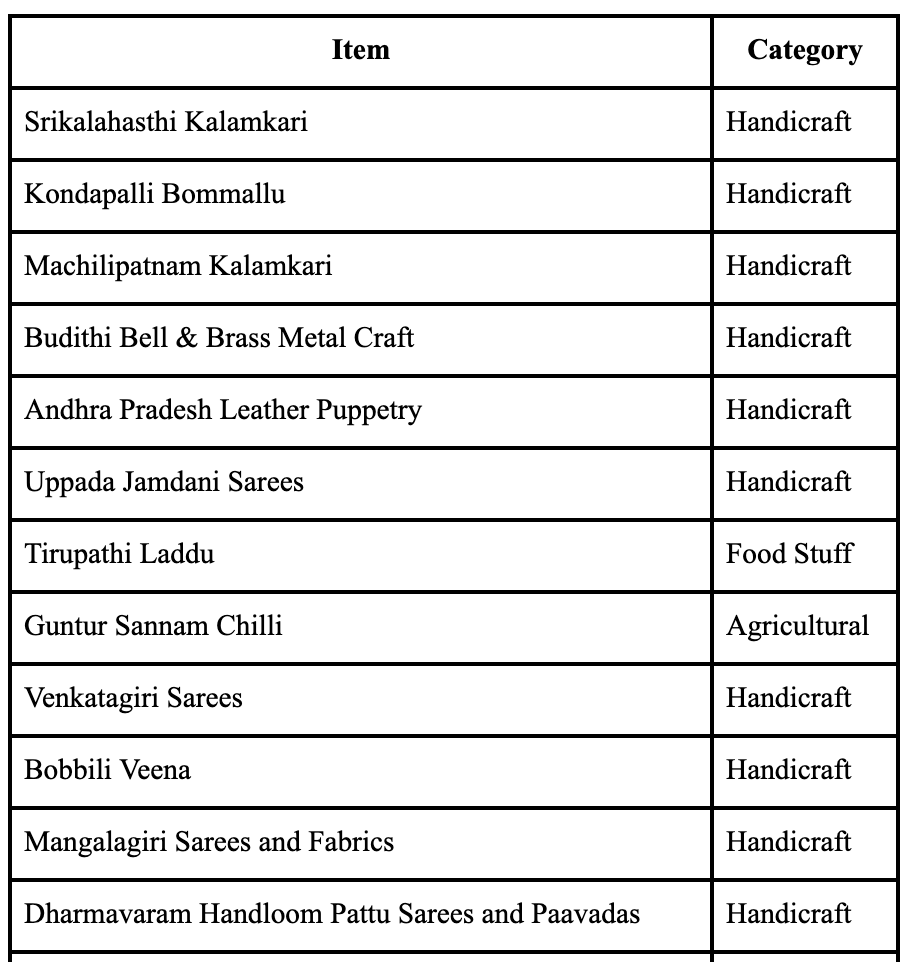 Item Category
Srikalahasthi Kalamkari Handicraft
Kondapalli Bommallu Handicraft
Machilipatnam Kalamkari Handicraft
Budithi Bell & Brass Metal Craft Handicraft
Andhra Pradesh Leather Puppetry Handicraft
Uppada Jamdani Sarees Handicraft
Tirupathi Laddu Food Stuff
Guntur Sannam Chilli Agricultural
Venkatagiri Sarees Handicraft
Bobbili Veena Handicraft
Mangalagiri Sarees and Fabrics Handicraft
Dharmavaram Handloom Pattu Sarees and Paavadas Handicraft